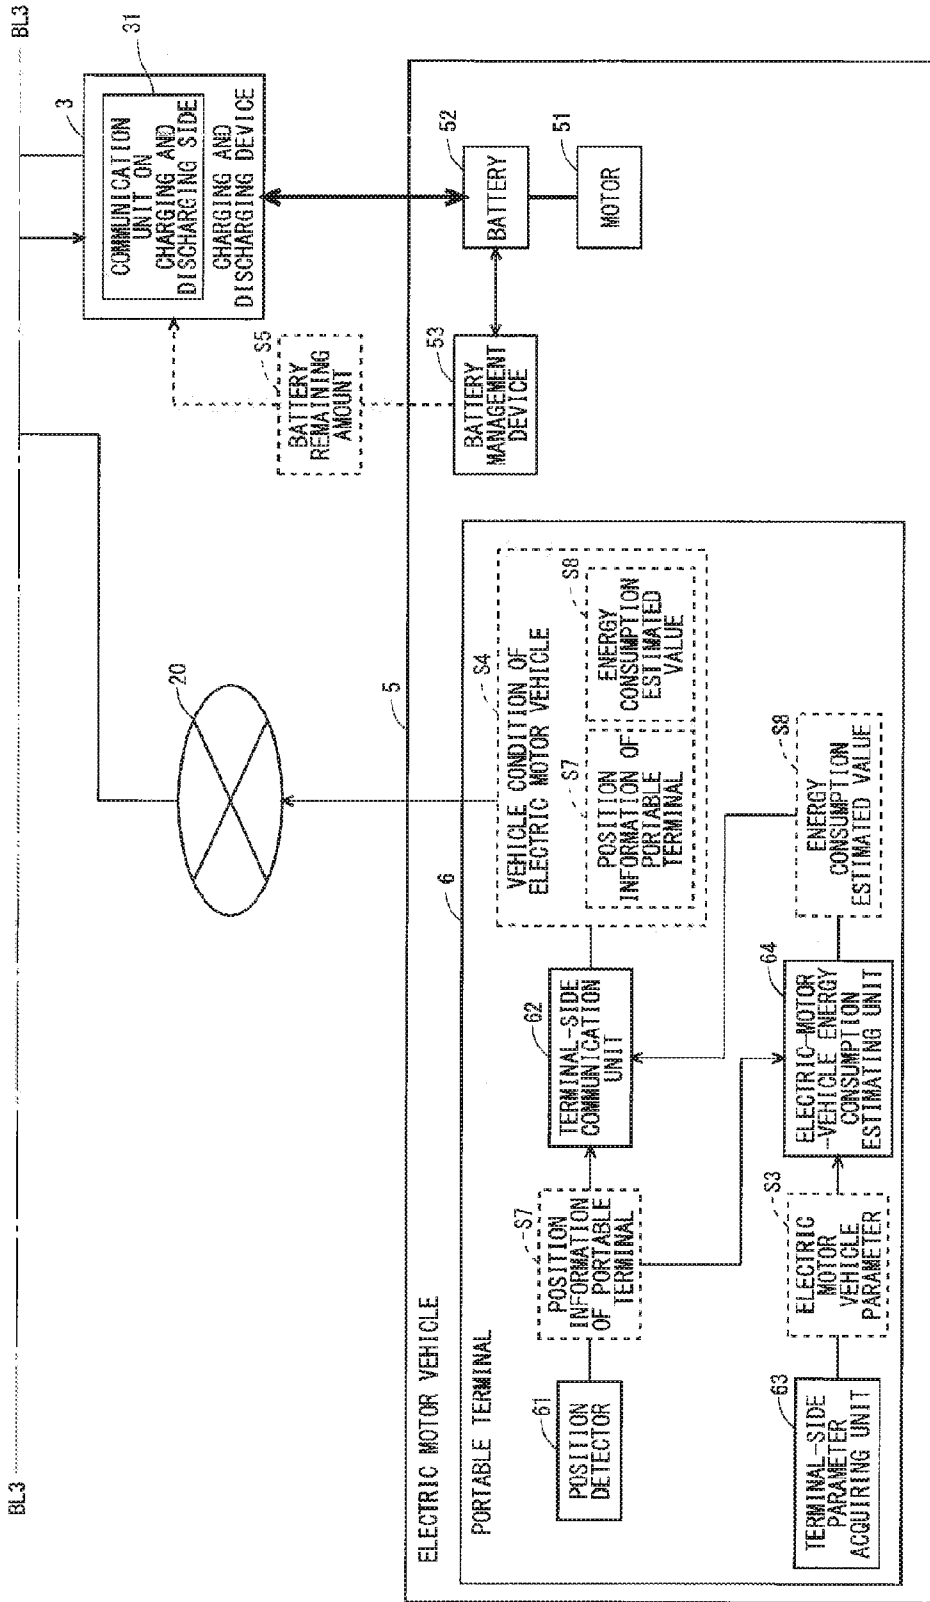 BL3
BL3
20
3
31
COMMUNICATION
UNIT ON
CHARGING AND
DISCHARGING SIDE
CHARGING AND
DISCHARGING DEVICE
S5
BATTERY
REMAINING
AMOUNT
5
ELECTRIC MOTOR VEHICLE
53
BATTERY
MANAGEMENT
DEVICE
52
BATTERY
51
MOTOR
6
PORTABLE TERMINAL
61
POSITION
DETECTOR
S7
POSITION
INFORMATION
OF PORTABLE
TERMINAL
62
TERMINAL-SIDE
COMMUNICATION
UNIT
S4
VEHICLE CONDITION OF
ELECTRIC MOTOR VEHICLE
S7
POSITION
INFORMATION OF
PORTABLE
TERMINAL
S8
ENERGY
CONSUMPTION
ESTIMATED
VALUE
63
TERMINAL-SIDE
PARAMETER
ACQUIRING UNIT
S3
ELECTRIC
MOTOR
VEHICLE
PARAMETER
64
ELECTRIC-MOTOR
-VEHICLE ENERGY
CONSUMPTION
ESTIMATING UNIT
S8
ENERGY
CONSUMPTION
ESTIMATED VALUE